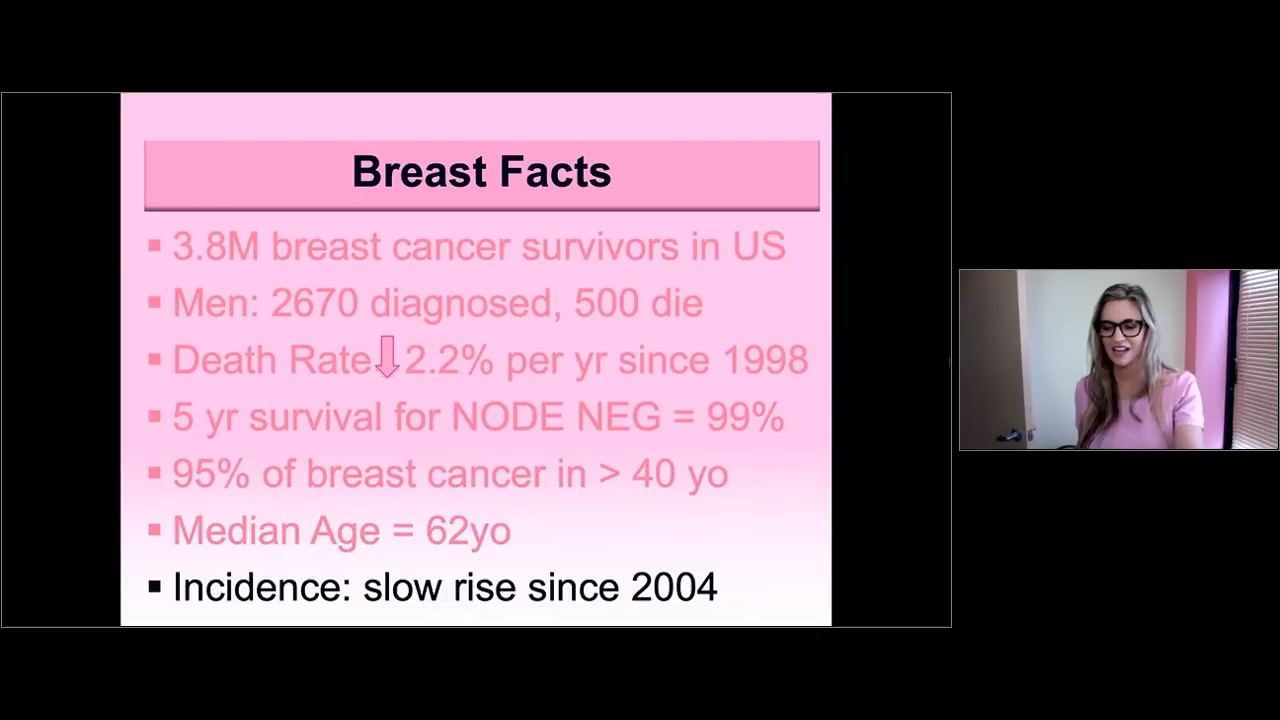 Breast Facts
▪ 3.8M breast cancer survivors in US
▪ Men: 2670 diagnosed, 500 die
▪ Death Rate 2.2% per yr since 1998
▪ 5 yr survival for NODE NEG = 99%
▪ 95% of breast cancer in > 40 yo
▪ Median Age = 62yo
▪ Incidence: slow rise since 2004